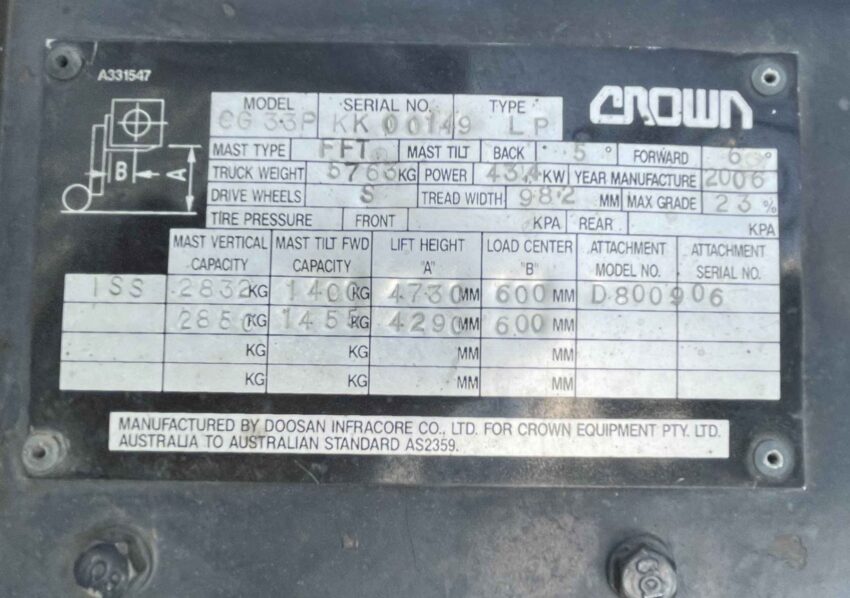 A331547
CROWN
MODEL SERIAL NO. TYPE
CG 33P KK 00149 LP
B A
MAST TYPE FFT MAST TILT BACK 5 ° FORWARD 6 °
TRUCK WEIGHT 5763 KG POWER 43.4 KW YEAR MANUFACTURE 2006
DRIVE WHEELS S TREAD WIDTH 982 MM MAX GRADE 23 %
TIRE PRESSURE FRONT KPA REAR KPA
MAST VERTICAL MAST TILT FWD LIFT HEIGHT LOAD CENTER ATTACHMENT ATTACHMENT
CAPACITY CAPACITY "A" "B" MODEL NO. SERIAL NO.
ISS 2832 KG 1400 KG 4730 MM 600 MM D800906
2850 KG 1455 KG 4290 MM 600 MM
KG KG MM MM
KG KG MM MM
MANUFACTURED BY DOOSAN INFRACORE CO., LTD. FOR CROWN EQUIPMENT PTY. LTD.
AUSTRALIA TO AUSTRALIAN STANDARD AS2359.